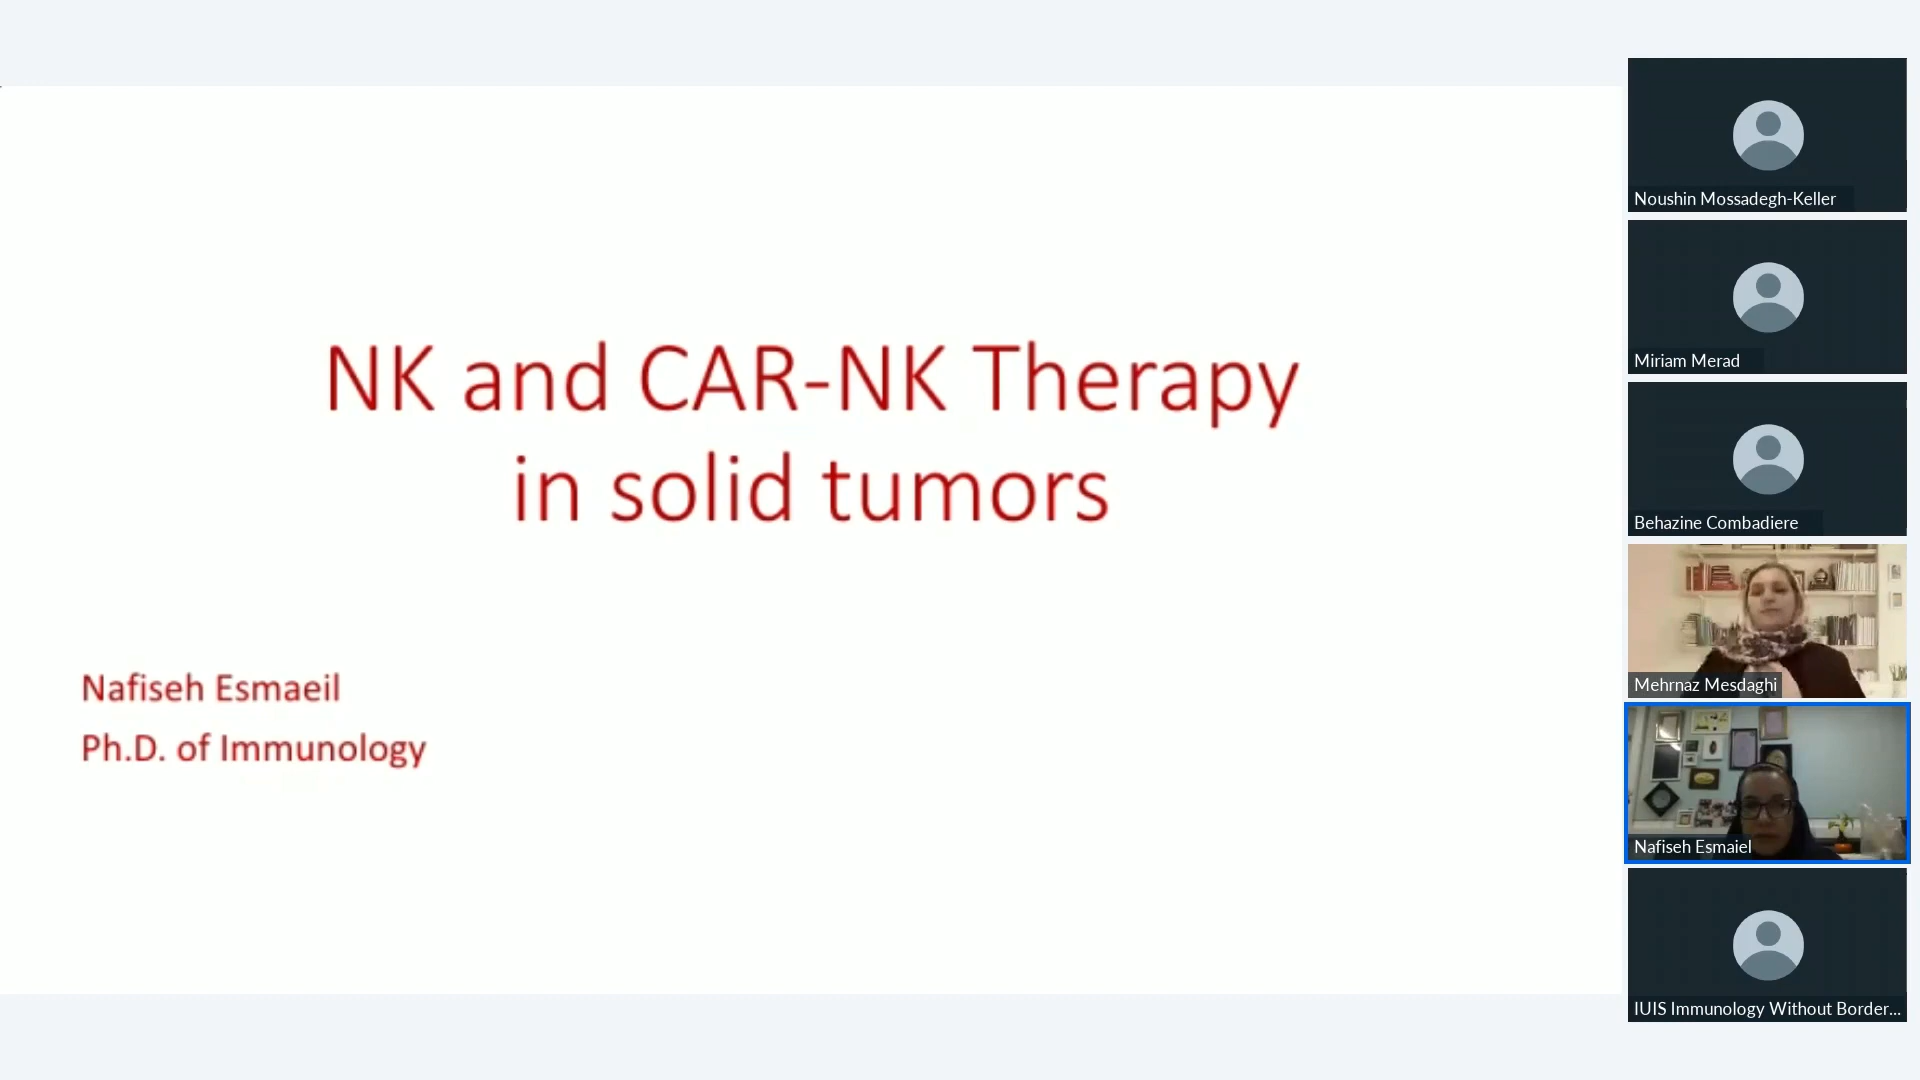 NK and CAR-NK Therapy
in solid tumors
Nafiseh Esmaeil
Ph.D. of Immunology
Noushin Mossadegh-Keller
Miriam Merad
Behazine Combadiere
Mehrnaz Mesdaghi
Nafiseh Esmaiel
IUIS Immunology Without Border...